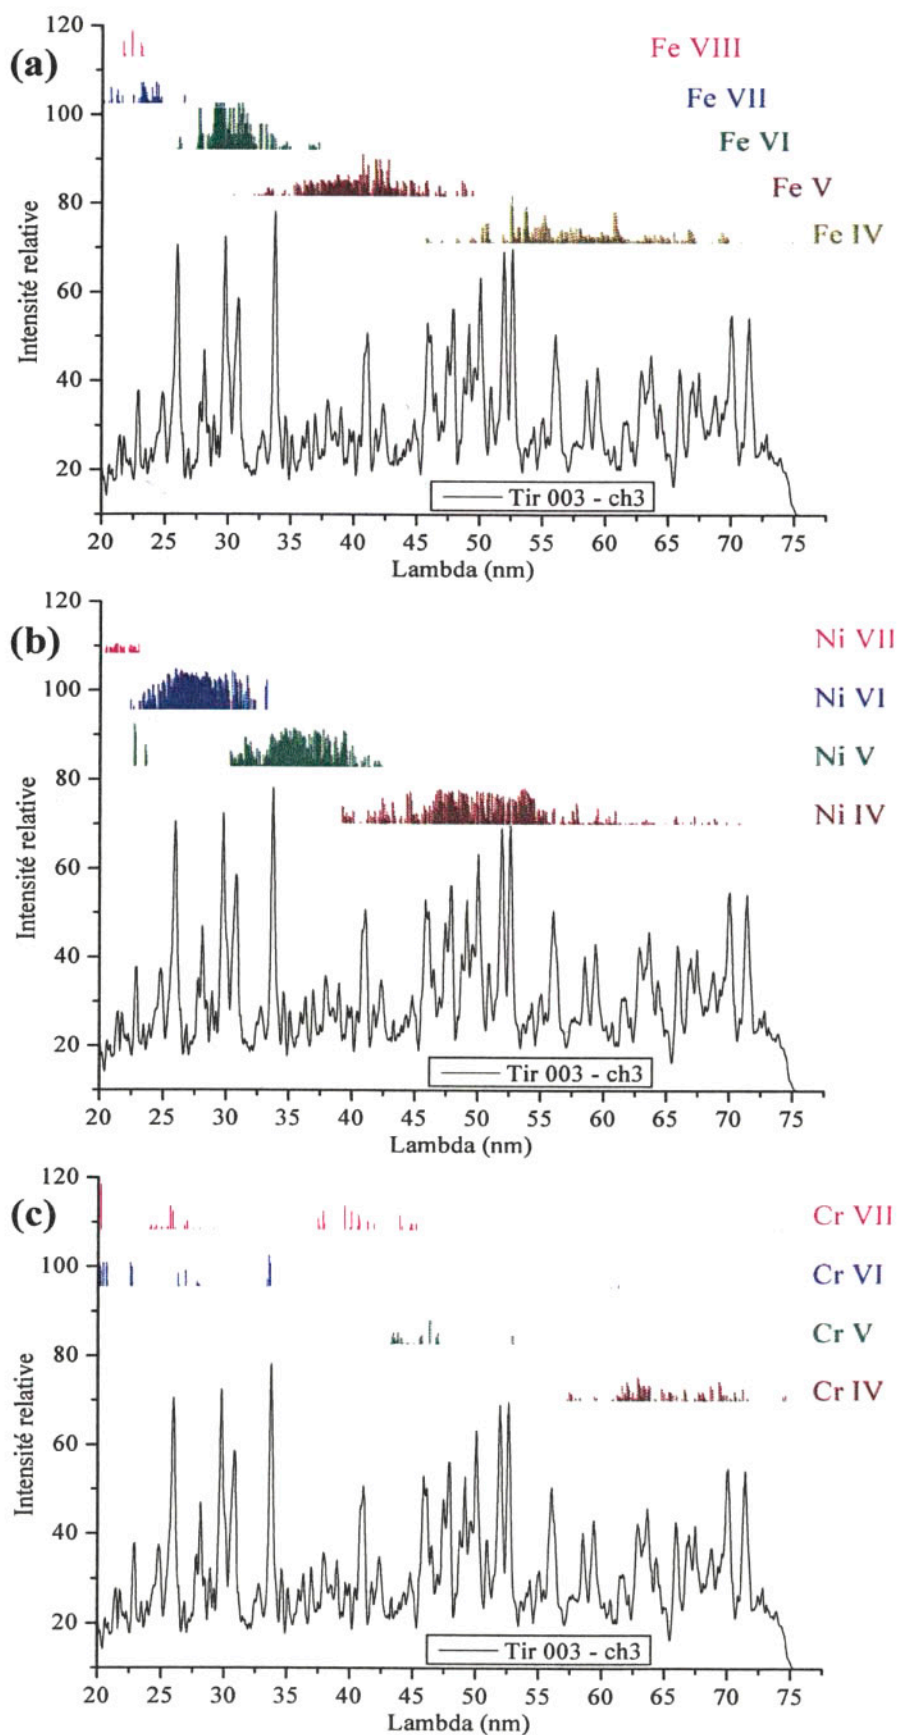 (a)
120
100
80
60
40
20
Intensité relative
Fe VIII
Fe VII
Fe VI
Fe V
Fe IV
Tir 003 - ch3
20 25 30 35 40 45 50 55 60 65 70 75
Lambda (nm)
(b)
120
100
80
60
40
20
Intensité relative
Ni VII
Ni VI
Ni V
Ni IV
Tir 003 - ch3
20 25 30 35 40 45 50 55 60 65 70 75
Lambda (nm)
(c)
120
100
80
60
40
20
Intensité relative
Cr VII
Cr VI
Cr V
Cr IV
Tir 003 - ch3
20 25 30 35 40 45 50 55 60 65 70 75
Lambda (nm)